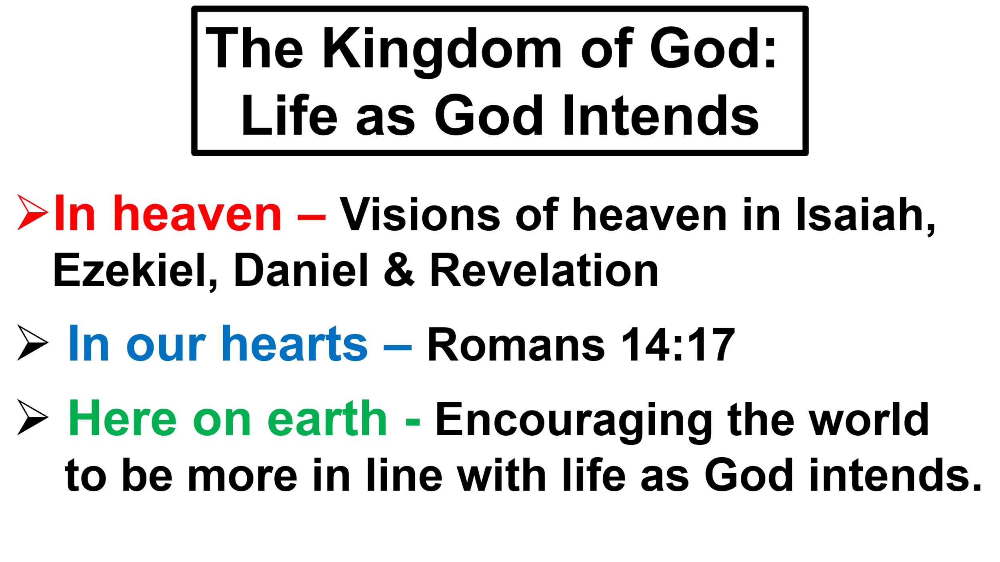 The Kingdom of God:
Life as God Intends
➢In heaven – Visions of heaven in Isaiah,
Ezekiel, Daniel & Revelation
➢ In our hearts – Romans 14:17
➢ Here on earth - Encouraging the world
to be more in line with life as God intends.